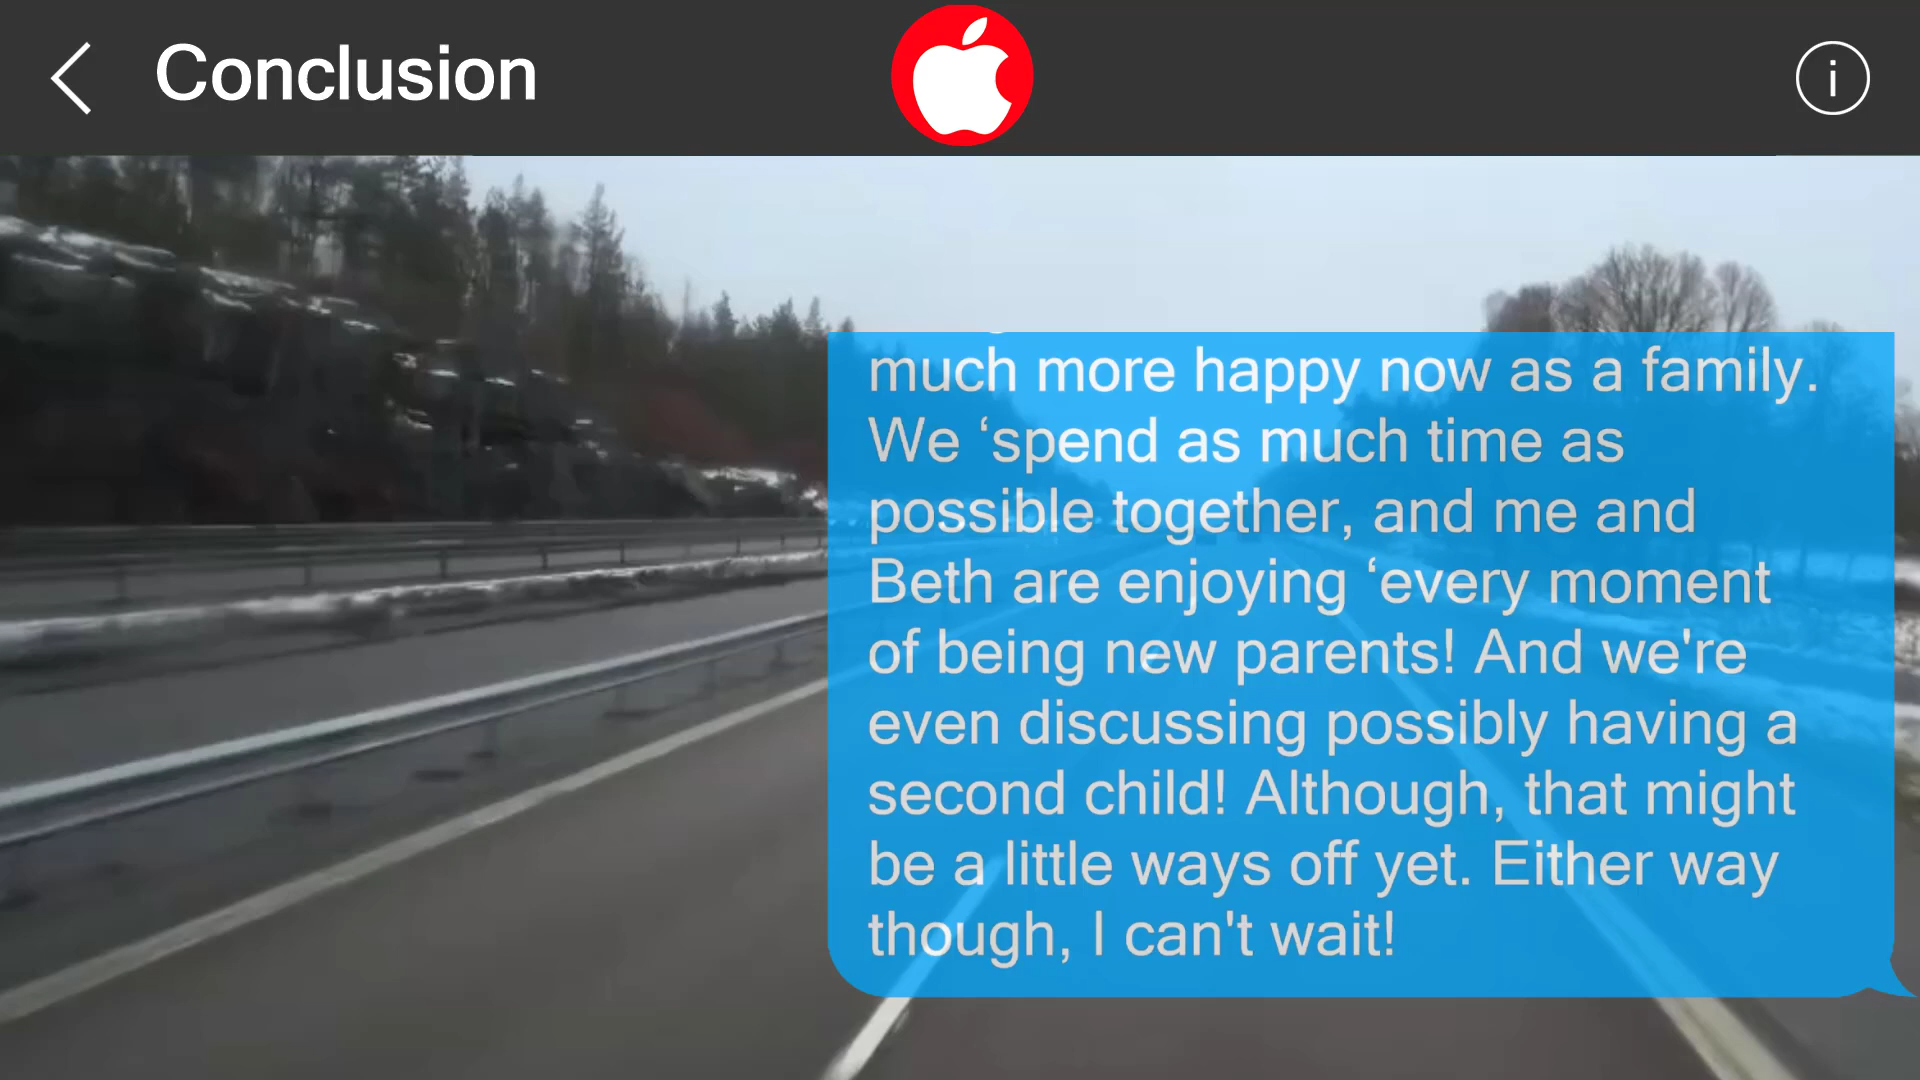 Conclusion
i
much more happy now as a family.
We ‘spend as much time as
possible together, and me and
Beth are enjoying ‘every moment
of being new parents! And we're
even discussing possibly having a
second child! Although, that might
be a little ways off yet. Either way
though, I can't wait!